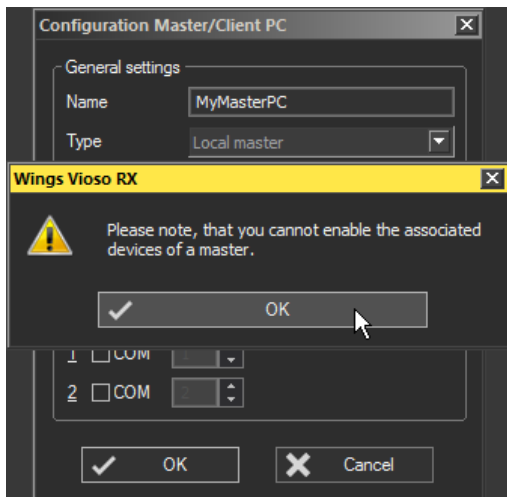 Configuration Master/Client PC
General settings
Name MyMasterPC
Type Local master
Wings Vioso RX
Please note, that you cannot enable the associated
devices of a master.
OK
1 COM 1
2 COM 2
OK Cancel